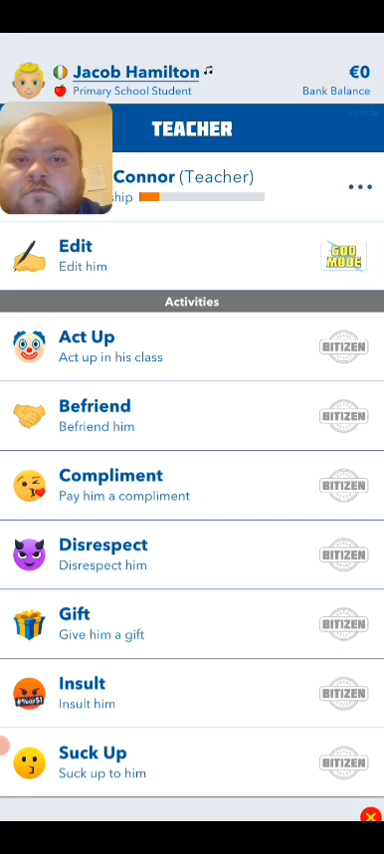 Jacob Hamilton
€0
Primary School Student
Bank Balance
TEACHER
Connor (Teacher)
ship
Edit
Edit him
GOD MODE
Activities
Act Up
Act up in his class
BITIZEN
Befriend
Befriend him
BITIZEN
Compliment
Pay him a compliment
BITIZEN
Disrespect
Disrespect him
BITIZEN
Gift
Give him a gift
BITIZEN
Insult
Insult him
BITIZEN
Suck Up
Suck up to him
BITIZEN